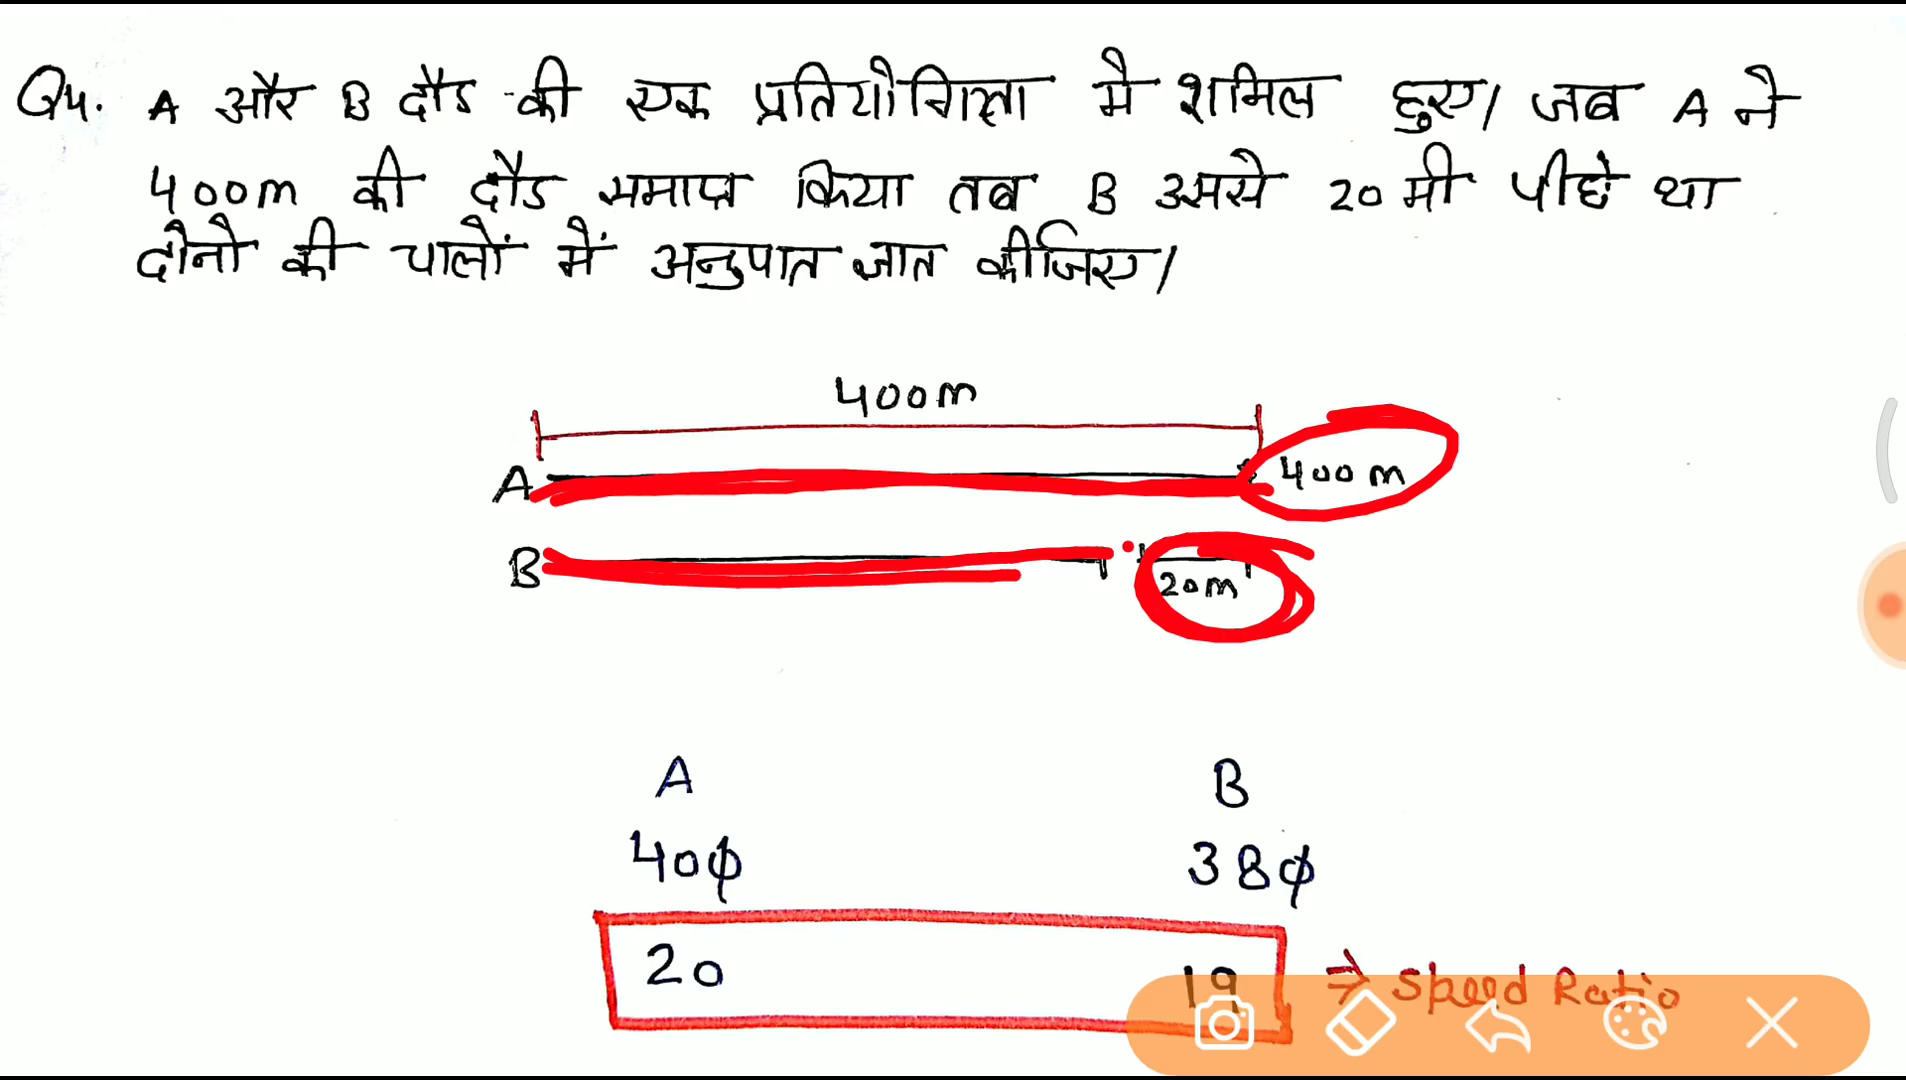 Q4. A और B दौड की एक प्रतियोगिता मे शामिल हुए। जब A ने
400m की दौड समाप्त किया तब B उससे 20 मी पीछे था
दोनो की चालों में अनुपात ज्ञात कीजिए।
400m
A 400 m
B 20m
A B
400 380
20 19 ⇒ Speed Ratio